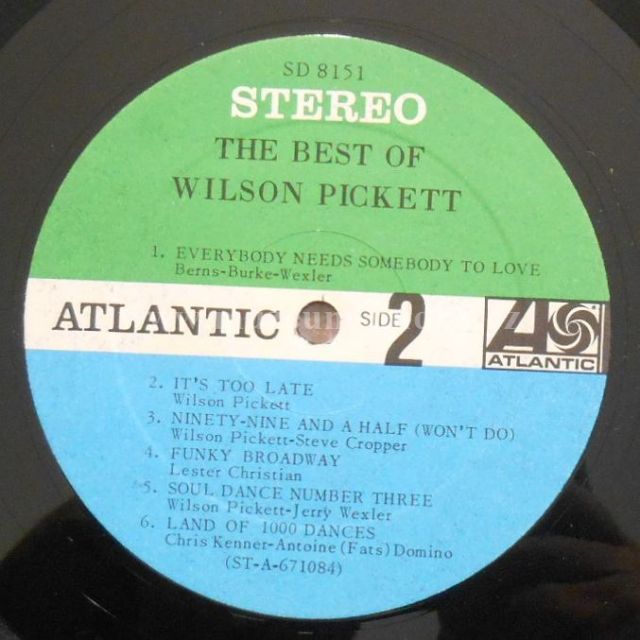 SD 8151
STEREO
THE BEST OF
WILSON PICKETT
1. EVERYBODY NEEDS SOMEBODY TO LOVE
Berns-Burke-Wexler
ATLANTIC
SIDE 2
ATLANTIC
2. IT'S TOO LATE
Wilson Pickett
3. NINETY-NINE AND A HALF (WON'T DO)
Wilson Pickett-Steve Cropper
4. FUNKY BROADWAY
Lester Christian
5. SOUL DANCE NUMBER THREE
Wilson Pickett-Jerry Wexler
6. LAND OF 1000 DANCES
Chris Kenner-Antoine (Fats) Domino
(ST-A-671084)